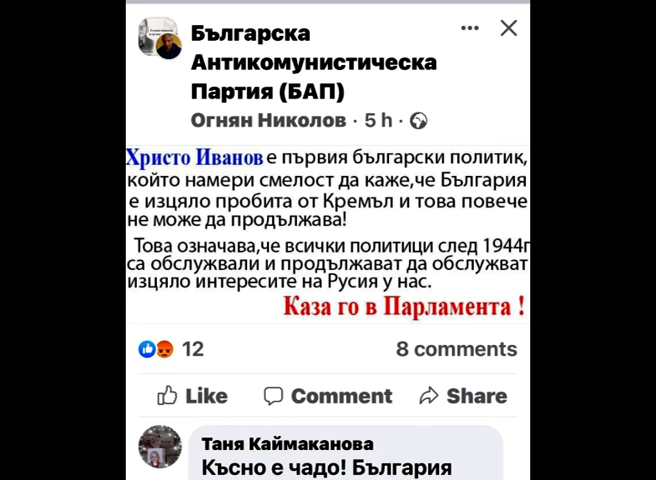 Българска
Антикомунистическа
Партия (БАП)
Огнян Николов · 5 h ·
Христо Иванов е първия български политик,
който намери смелост да каже,че България
е изцяло пробита от Кремъл и това повече
не може да продължава!
Това означава,че всички политици след 1944г
са обслужвали и продължават да обслужват
изцяло интересите на Русия у нас.
Каза го в Парламента !
12
8 comments
Like
Comment
Share
Таня Каймаканова
Късно е чадо! България